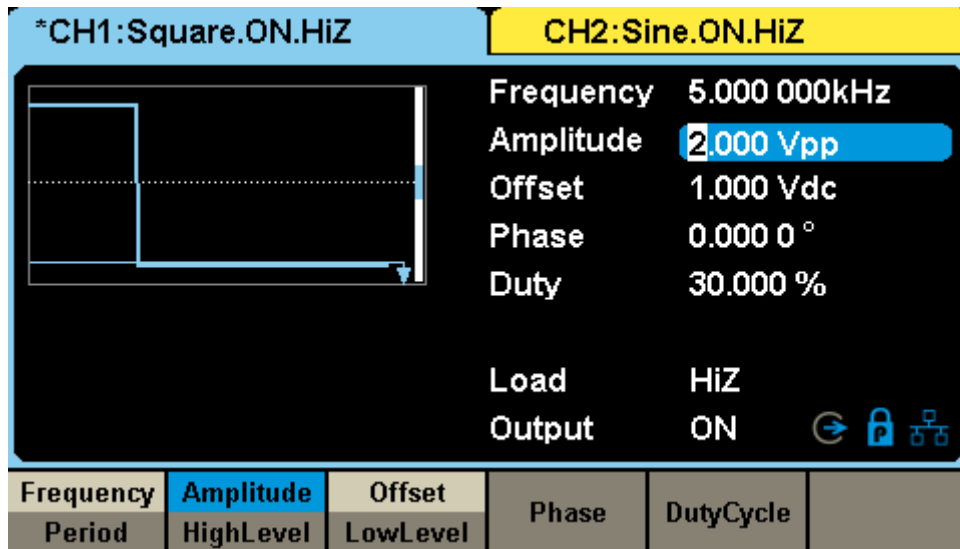 *CH1:Square.ON.HiZ
CH2:Sine.ON.HiZ
Frequency 5.000 000kHz
Amplitude 2.000 Vpp
Offset 1.000 Vdc
Phase 0.000 0 °
Duty 30.000 %
Load HiZ
Output ON
P
Frequency Amplitude Offset Phase DutyCycle
Period HighLevel LowLevel